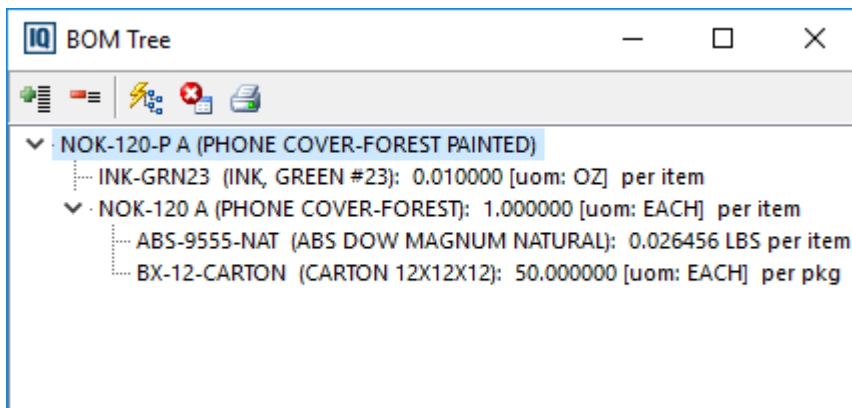 IQ BOM Tree
NOK-120-P A (PHONE COVER-FOREST PAINTED)
INK-GRN23 (INK, GREEN #23): 0.010000 [uom: OZ] per item
NOK-120 A (PHONE COVER-FOREST): 1.000000 [uom: EACH] per item
ABS-9555-NAT (ABS DOW MAGNUM NATURAL): 0.026456 LBS per item
BX-12-CARTON (CARTON 12X12X12): 50.000000 [uom: EACH] per pkg